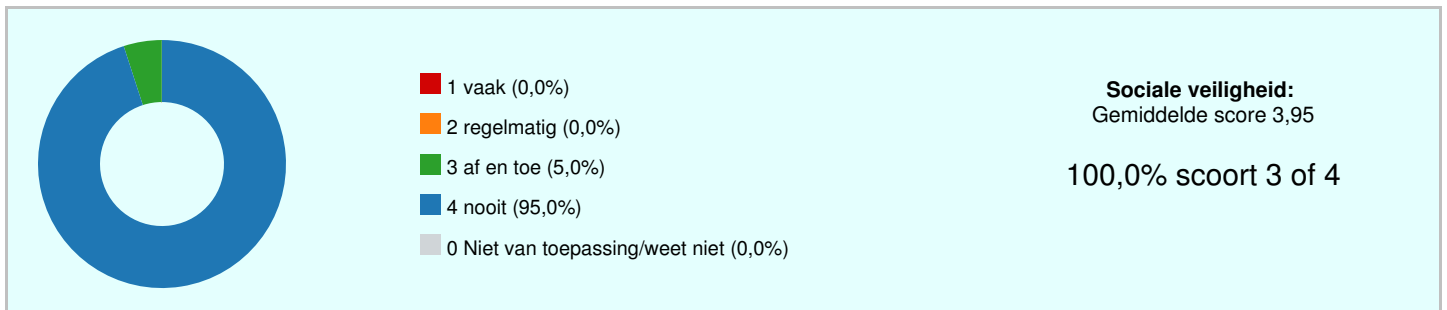 1 vaak (0,0%)
2 regelmatig (0,0%)
3 af en toe (5,0%)
4 nooit (95,0%)
0 Niet van toepassing/weet niet (0,0%)
Sociale veiligheid:
Gemiddelde score 3,95
100,0% scoort 3 of 4